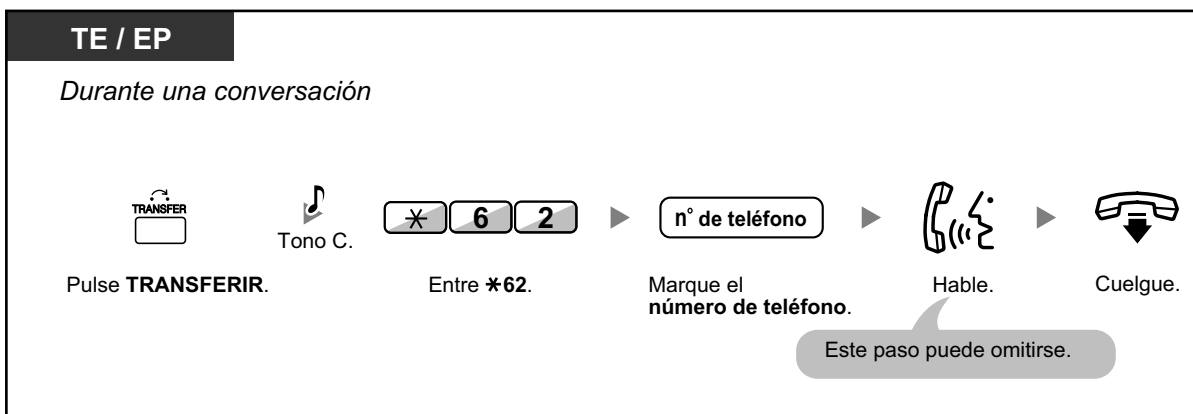 TE / EP
Durante una conversación
TRANSFER
Tono C.
* 6 2
n° de teléfono
Pulse TRANSFERIR.
Entre *62.
Marque el
número de teléfono.
Hable.
Cuelgue.
Este paso puede omitirse.